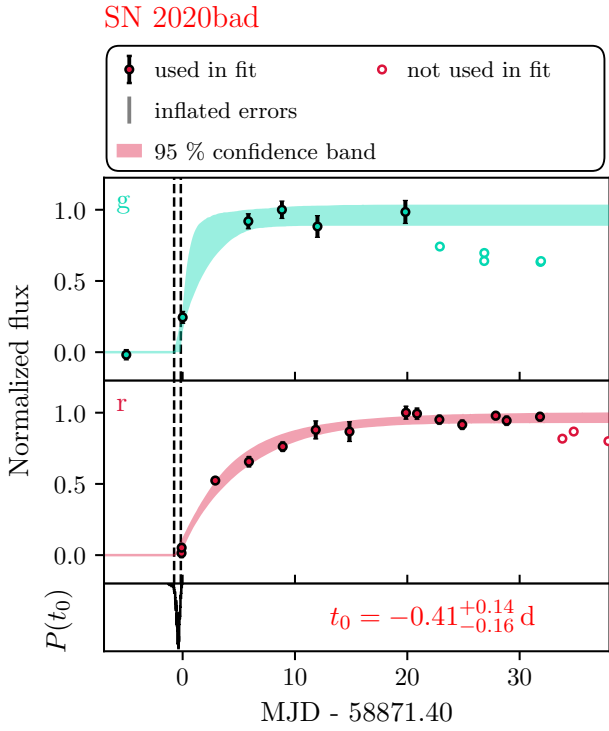 SN 2020bad
used in fit
not used in fit
inflated errors
95 % confidence band
g
1.0
0.5
0.0
Normalized flux
r
1.0
0.5
0.0
P(t₀)
t₀ = −0.41 +0.14 −0.16 d
0 10 20 30
MJD - 58871.40